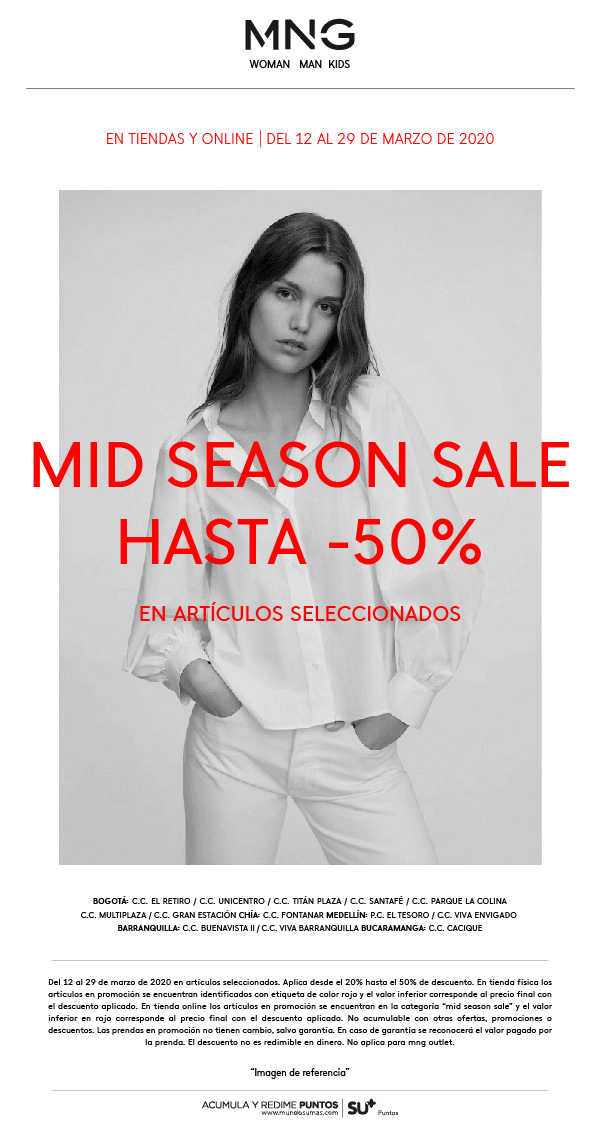 MNG
WOMAN MAN KIDS
EN TIENDAS Y ONLINE | DEL 12 AL 29 DE MARZO DE 2020
MID SEASON SALE
HASTA -50%
EN ARTÍCULOS SELECCIONADOS
BOGOTÁ: C.C. EL RETIRO / C.C. UNICENTRO / C.C. TITÁN PLAZA / C.C. SANTAFÉ / C.C. PARQUE LA COLINA
C.C. MULTIPLAZA / C.C. GRAN ESTACIÓN CHÍA: C.C. FONTANAR MEDELLÍN: P.C. EL TESORO / C.C. VIVA ENVIGADO
BARRANQUILLA: C.C. BUENAVISTA II / C.C. VIVA BARRANQUILLA BUCARAMANGA: C.C. CACIQUE
Del 12 al 29 de marzo de 2020 en artículos seleccionados. Aplica desde el 20% hasta el 50% de descuento. En tienda física los
artículos en promoción se encuentran identificados con etiqueta de color rojo y el valor inferior corresponde al precio final con
el descuento aplicado. En tienda online los artículos en promoción se encuentran en la categoría "mid season sale" y el valor
inferior en rojo corresponde al precio final con el descuento aplicado. No acumulable con otras ofertas, promociones o
descuentos. Las prendas en promoción no tienen cambio, salvo garantía. En caso de garantía se reconocerá el valor pagado por
la prenda. El descuento no es redimible en dinero. No aplica para mng outlet.
"Imagen de referencia"
ACUMULA Y REDIME PUNTOS | SU+ Puntos
www.mundosumas.com